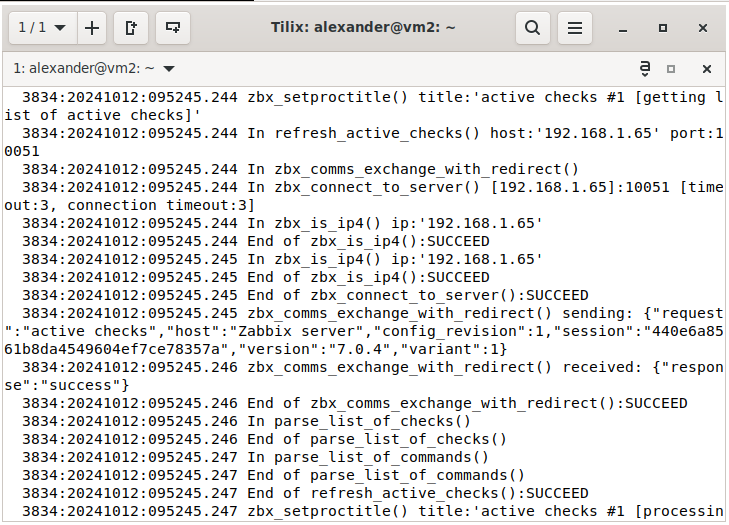 1 / 1
Tilix: alexander@vm2: ~
1: alexander@vm2: ~
3834:20241012:095245.244 zbx_setproctitle() title:'active checks #1 [getting l
ist of active checks]'
3834:20241012:095245.244 In refresh_active_checks() host:'192.168.1.65' port:1
0051
3834:20241012:095245.244 In zbx_comms_exchange_with_redirect()
3834:20241012:095245.244 In zbx_connect_to_server() [192.168.1.65]:10051 [time
out:3, connection timeout:3]
3834:20241012:095245.244 In zbx_is_ip4() ip:'192.168.1.65'
3834:20241012:095245.244 End of zbx_is_ip4():SUCCEED
3834:20241012:095245.245 In zbx_is_ip4() ip:'192.168.1.65'
3834:20241012:095245.245 End of zbx_is_ip4():SUCCEED
3834:20241012:095245.245 End of zbx_connect_to_server():SUCCEED
3834:20241012:095245.245 zbx_comms_exchange_with_redirect() sending: {"request
":"active checks","host":"Zabbix server","config_revision":1,"session":"440e6a85
61b8da4549604ef7ce78357a","version":"7.0.4","variant":1}
3834:20241012:095245.246 zbx_comms_exchange_with_redirect() received: {"respon
se":"success"}
3834:20241012:095245.246 End of zbx_comms_exchange_with_redirect():SUCCEED
3834:20241012:095245.246 In parse_list_of_checks()
3834:20241012:095245.246 End of parse_list_of_checks()
3834:20241012:095245.247 In parse_list_of_commands()
3834:20241012:095245.247 End of parse_list_of_commands()
3834:20241012:095245.247 End of refresh_active_checks():SUCCEED
3834:20241012:095245.247 zbx_setproctitle() title:'active checks #1 [processin